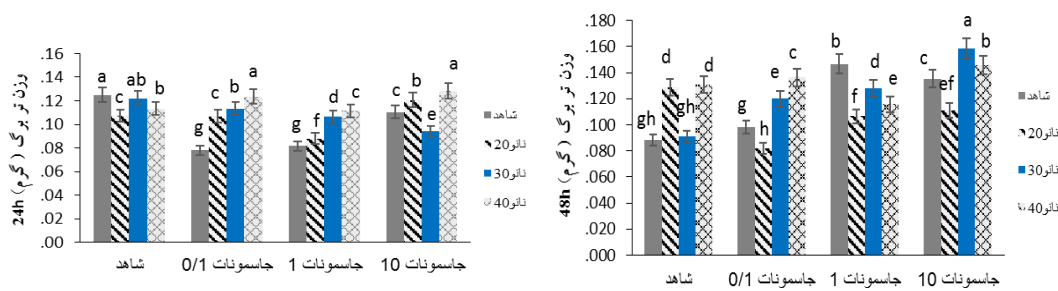 وزن تر برگ ( گرم) 24h
.16
.14
.12
.10
.08
.06
.04
.02
.00
a c ab b
g c b a
g f d c
c b e a
شاهد
جاسمونات 0/1
جاسمونات 1
جاسمونات 10
شاهد
نانو20
نانو30
نانو40
وزن تر برگ ( گرم) 48h
.180
.160
.140
.120
.100
.080
.060
.040
.020
.000
gh d gh d
g h e c
b f d e
c ef a b
شاهد
جاسمونات 0/1
جاسمونات 1
جاسمونات 10
شاهد
نانو20
نانو30
نانو40